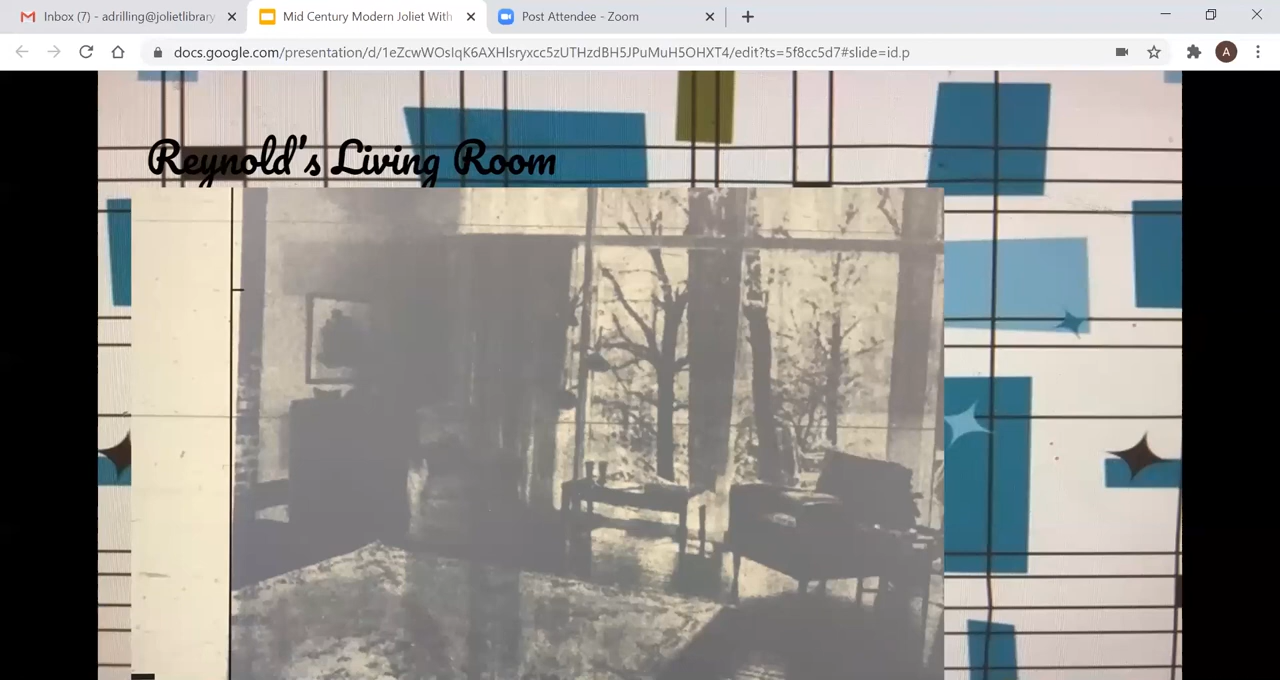 Inbox (7) - adrilling@jolietlibrary
Mid Century Modern Joliet With
Post Attendee - Zoom
docs.google.com/presentation/d/1eZcwWOsIqK6AXHIsryxcc5zUTHzdBH5JPuMuH5OHXT4/edit?ts=5f8cc5d7#slide=id.p
A
Reynold's Living Room